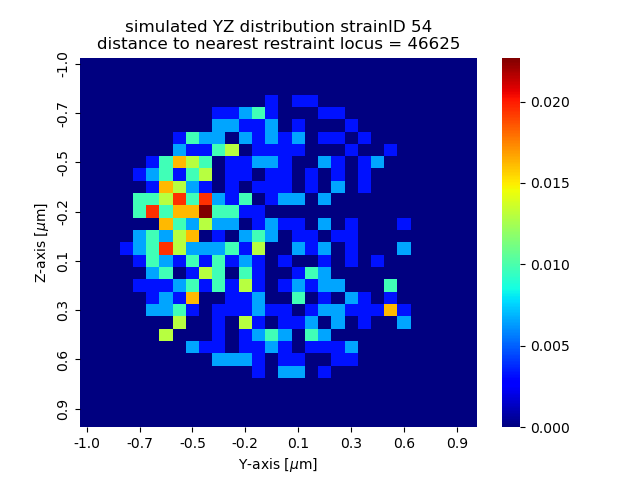 simulated YZ distribution strainID 54
distance to nearest restraint locus = 46625
-1.0
-0.7
-0.5
-0.2
0.1
0.3
0.6
0.9
Z-axis [μm]
-1.0 -0.7 -0.5 -0.2 0.1 0.3 0.6 0.9
Y-axis [μm]
0.020
0.015
0.010
0.005
0.000